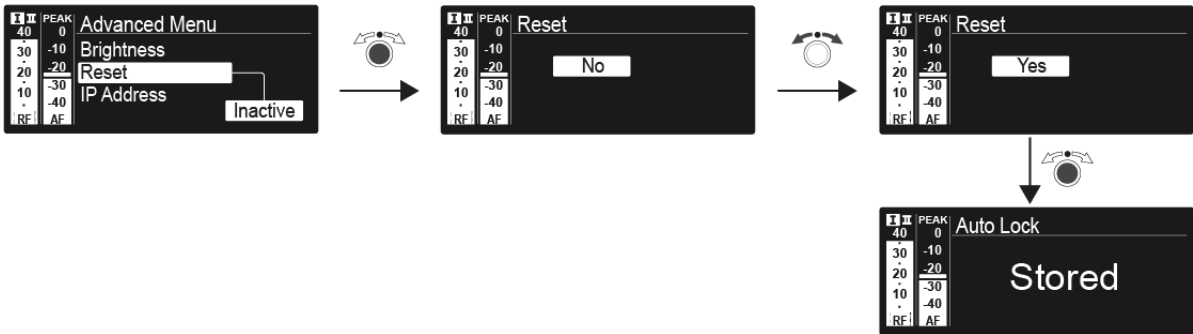 I II PEAK Advanced Menu
40 0
30 -10 Brightness
20 -20 Reset
10 -30 IP Address
-40 Inactive
RF AF
I II PEAK Reset
40 0
30 -10
20 -20 No
10 -30
-40
RF AF
I II PEAK Reset
40 0
30 -10
20 -20 Yes
10 -30
-40
RF AF
I II PEAK Auto Lock
40 0
30 -10
20 -20 Stored
10 -30
-40
RF AF